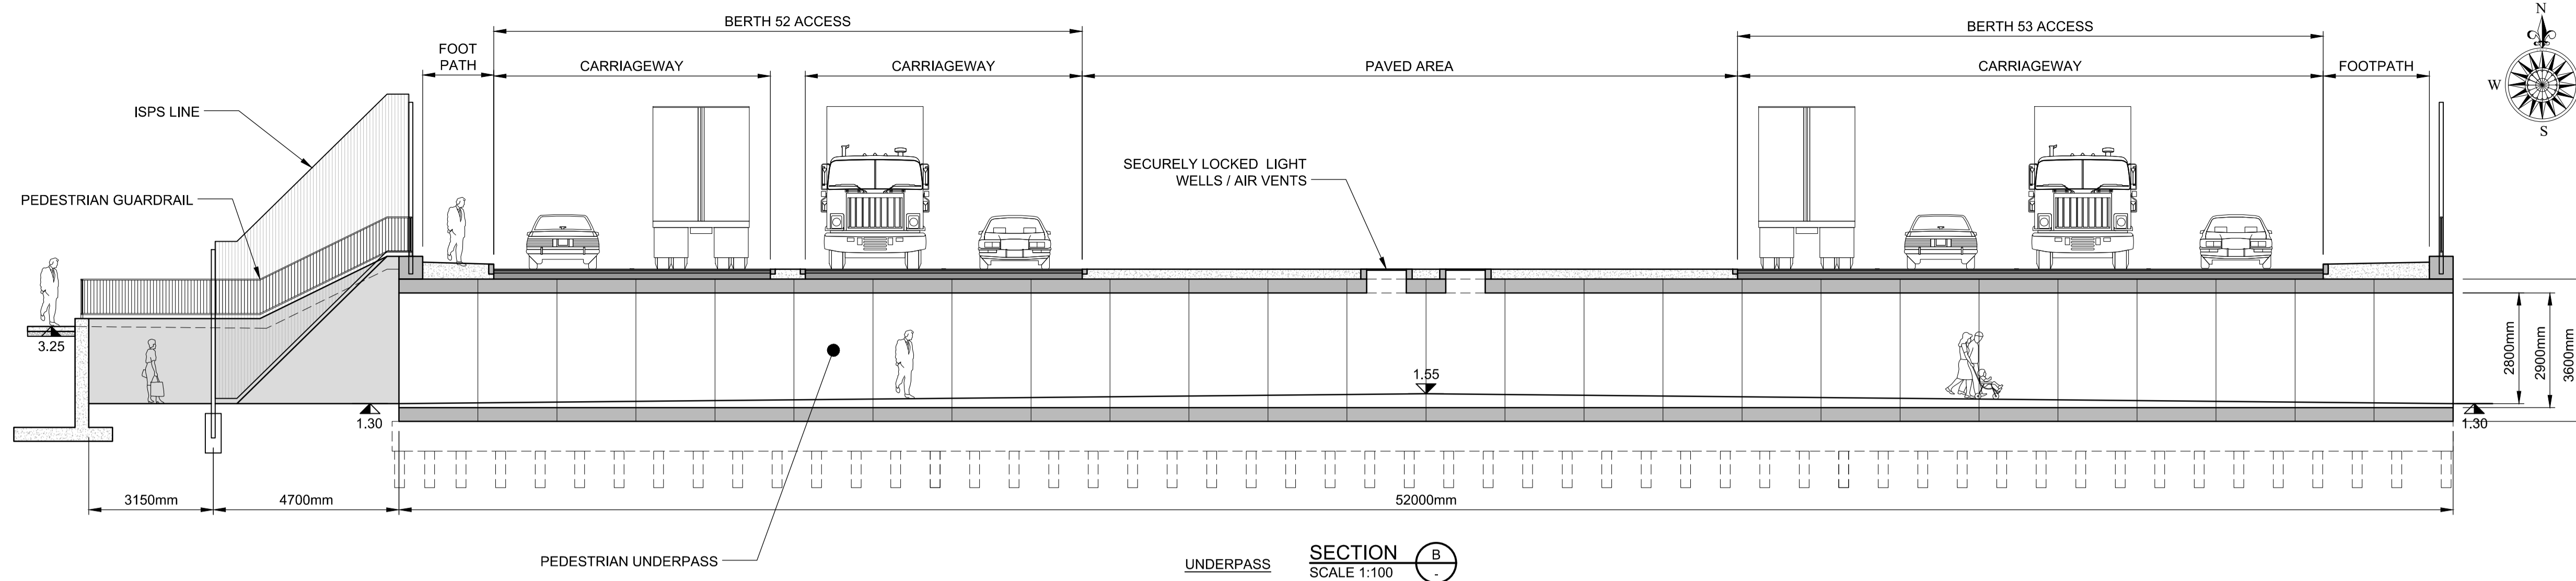 BERTH 52 ACCESS
BERTH 53 ACCESS
N
FOOT
PATH
CARRIAGEWAY
CARRIAGEWAY
PAVED AREA
CARRIAGEWAY
FOOTPATH
W
S
ISPS LINE
SECURELY LOCKED LIGHT
WELLS / AIR VENTS
PEDESTRIAN GUARDRAIL
3.25
1.55
2800mm
2900mm
3600mm
1.30
1.30
3150mm
4700mm
52000mm
PEDESTRIAN UNDERPASS
UNDERPASS
SECTION
B
SCALE 1:100
-